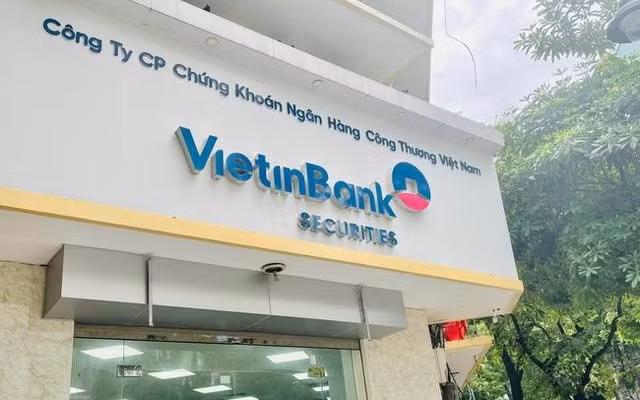 Công Ty CP Chứng Khoán Ngân Hàng Công Thương Việt Nam
VietinBank
SECURITIES